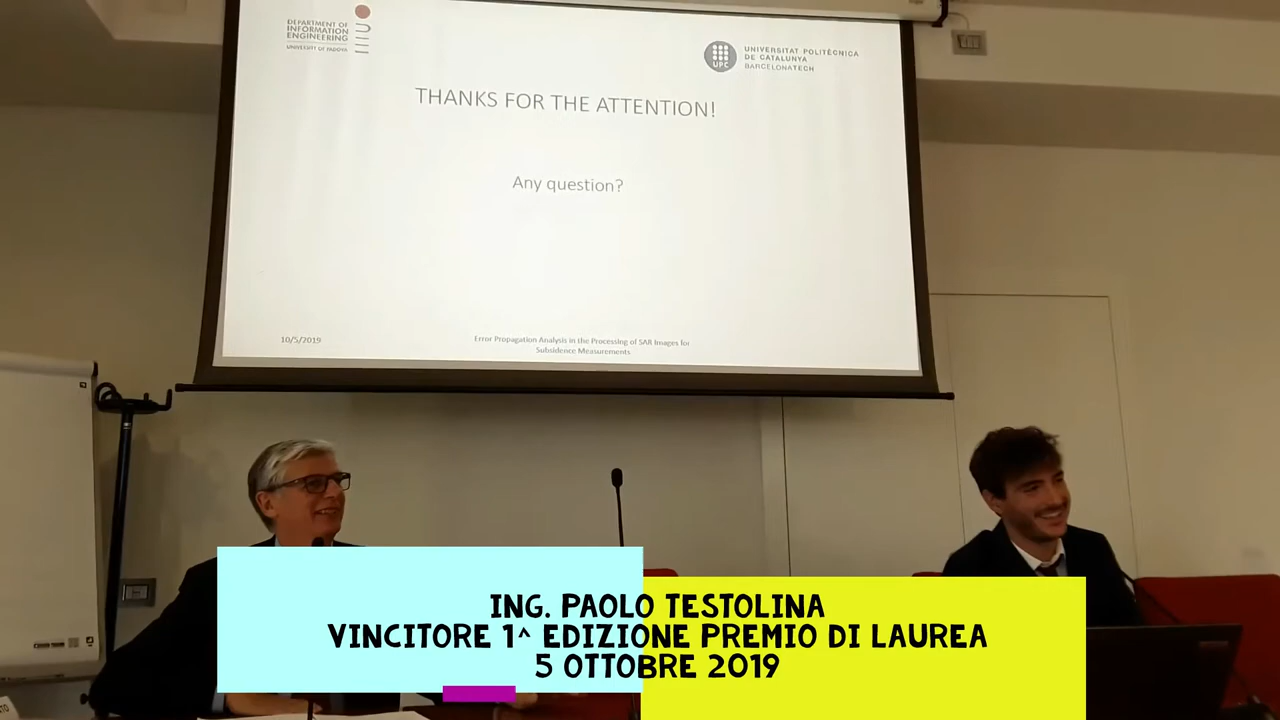 DEPARTMENT OF
INFORMATION
ENGINEERING
UNIVERSITY OF PADOVA
UPC
UNIVERSITAT POLITÈCNICA
DE CATALUNYA
BARCELONATECH
THANKS FOR THE ATTENTION!
Any question?
10/5/2019
Error Propagation Analysis in the Processing of SAR Images for
Subsidence Measurements
ING. PAOLO TESTOLINA
VINCITORE 1^ EDIZIONE PREMIO DI LAUREA
5 OTTOBRE 2019